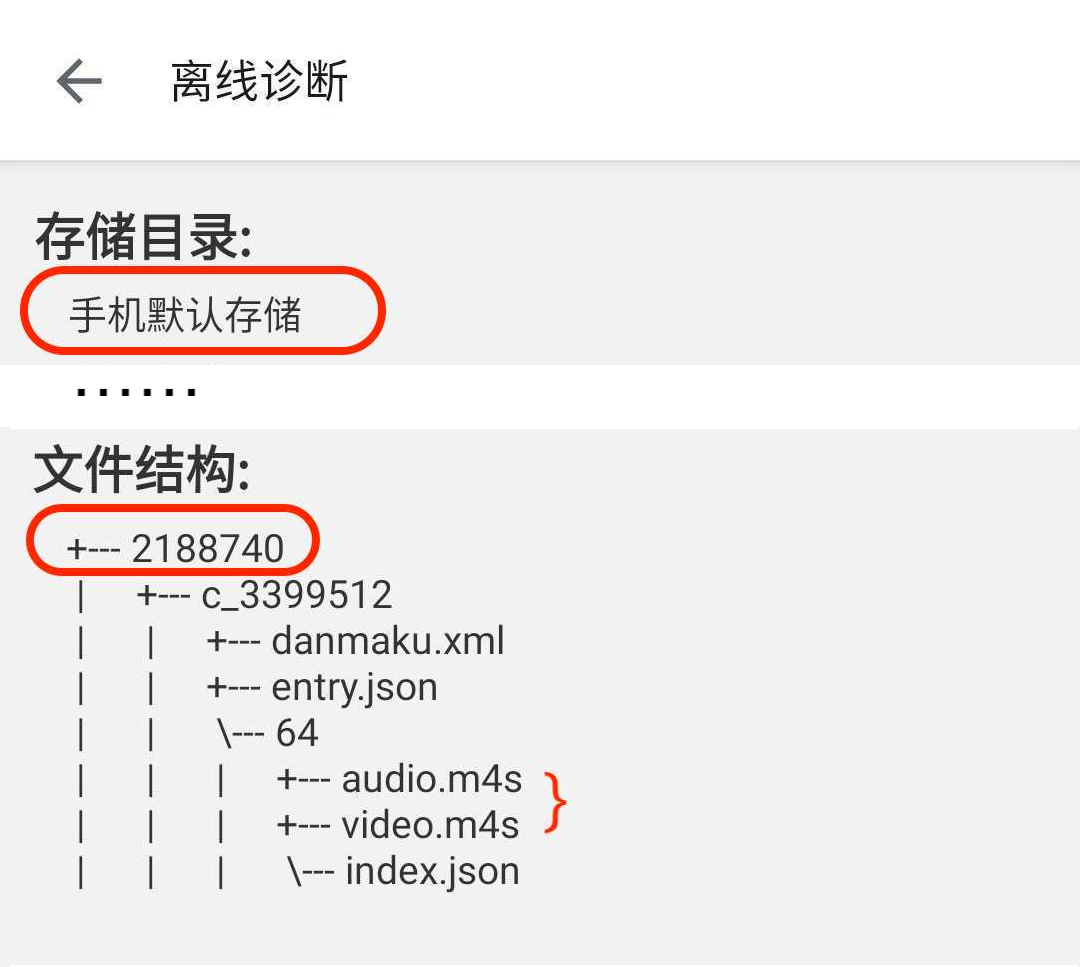 离线诊断
存储目录:
手机默认存储
......
文件结构:
+--- 2188740
| +--- c_3399512
| | +--- danmaku.xml
| | +--- entry.json
| | \--- 64
| | | +--- audio.m4s
| | | +--- video.m4s
| | | \--- index.json